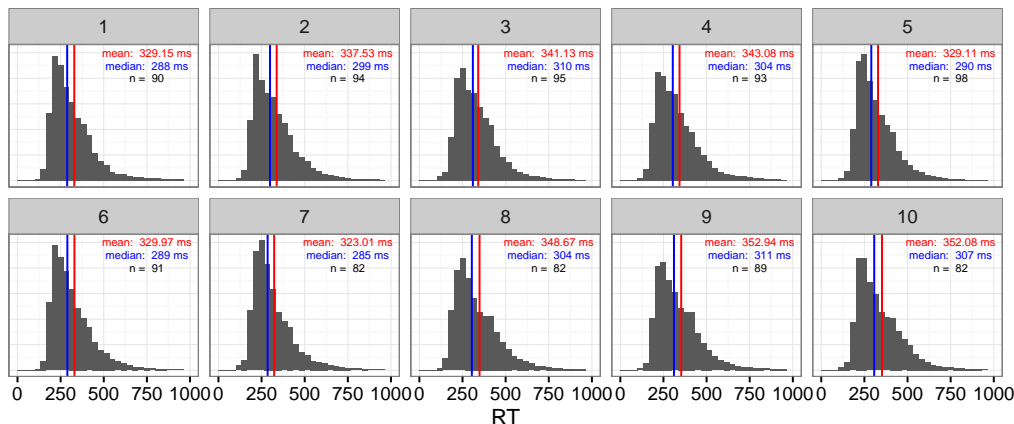 1
mean: 329.15 ms
median: 288 ms
n = 90
2
mean: 337.53 ms
median: 299 ms
n = 94
3
mean: 341.13 ms
median: 310 ms
n = 95
4
mean: 343.08 ms
median: 304 ms
n = 93
5
mean: 329.11 ms
median: 290 ms
n = 98
6
mean: 329.97 ms
median: 289 ms
n = 91
7
mean: 323.01 ms
median: 285 ms
n = 82
8
mean: 348.67 ms
median: 304 ms
n = 82
9
mean: 352.94 ms
median: 311 ms
n = 89
10
mean: 352.08 ms
median: 307 ms
n = 82
0 250 500 750 1000
0 250 500 750 1000
0 250 500 750 1000
0 250 500 750 1000
0 250 500 750 1000
RT